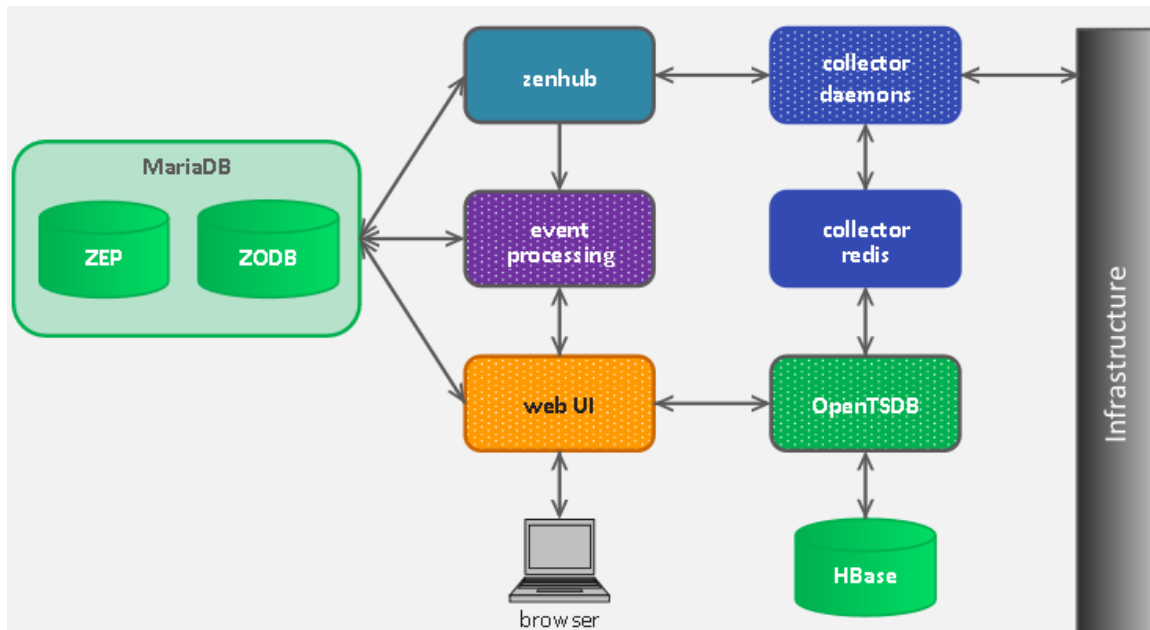 zenhub
collector
daemons
MariaDB
ZEP
ZODB
event
processing
collector
redis
web UI
OpenTSDB
HBase
browser
Infrastructure